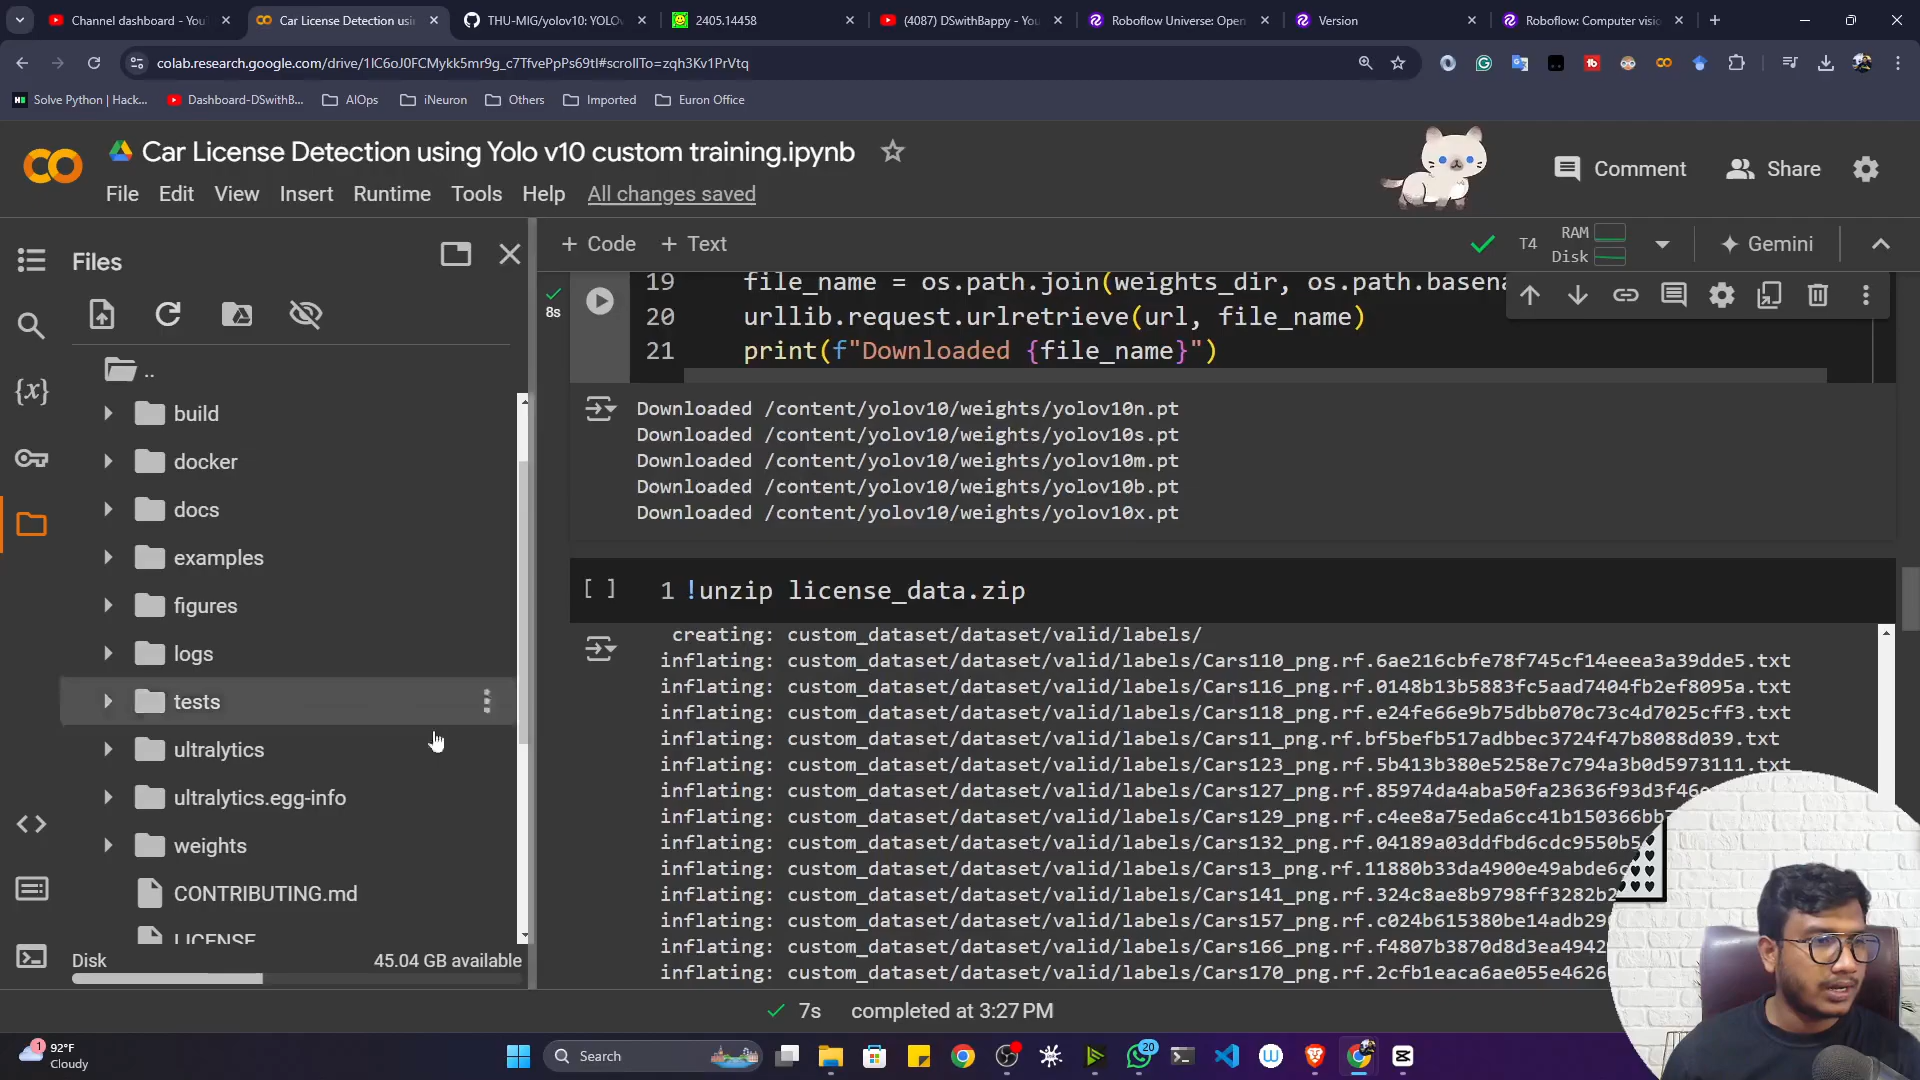 Channel dashboard - You
Car License Detection usin
THU-MIG/yolov10: YOLOv
2405.14458
(4087) DSwithBappy - You
Roboflow Universe: Open
Version
Roboflow: Computer visio
colab.research.google.com/drive/1IC6oJ0FCMykk5mr9g_c7TfvePpPs69tI#scrollTo=zqh3Kv1PrVtq
Solve Python | Hack...
Dashboard-DSwithB...
AIOps
iNeuron
Others
Imported
Euron Office
Car License Detection using Yolo v10 custom training.ipynb
Comment
Share
File Edit View Insert Runtime Tools Help All changes saved
Files
+ Code + Text
T4
RAM
Disk
Gemini
..
build
docker
docs
examples
figures
logs
tests
ultralytics
ultralytics.egg-info
weights
CONTRIBUTING.md
LICENSE
Disk 45.04 GB available
8s
19 file_name = os.path.join(weights_dir, os.path.basena
20 urllib.request.urlretrieve(url, file_name)
21 print(f"Downloaded {file_name}")
Downloaded /content/yolov10/weights/yolov10n.pt
Downloaded /content/yolov10/weights/yolov10s.pt
Downloaded /content/yolov10/weights/yolov10m.pt
Downloaded /content/yolov10/weights/yolov10b.pt
Downloaded /content/yolov10/weights/yolov10x.pt
[ ] 1 !unzip license_data.zip
creating: custom_dataset/dataset/valid/labels/
inflating: custom_dataset/dataset/valid/labels/Cars110_png.rf.6ae216cbfe78f745cf14eeea3a39dde5.txt
inflating: custom_dataset/dataset/valid/labels/Cars116_png.rf.0148b13b5883fc5aad7404fb2ef8095a.txt
inflating: custom_dataset/dataset/valid/labels/Cars118_png.rf.e24fe66e9b75dbb070c73c4d7025cff3.txt
inflating: custom_dataset/dataset/valid/labels/Cars11_png.rf.bf5befb517adbbec3724f47b8088d039.txt
inflating: custom_dataset/dataset/valid/labels/Cars123_png.rf.5b413b380e5258e7c794a3b0d5973111.txt
inflating: custom_dataset/dataset/valid/labels/Cars127_png.rf.85974da4aba50fa23636f93d3f46e
inflating: custom_dataset/dataset/valid/labels/Cars129_png.rf.c4ee8a75eda6cc41b150366bb
inflating: custom_dataset/dataset/valid/labels/Cars132_png.rf.04189a03ddfbd6cdc9550b5
inflating: custom_dataset/dataset/valid/labels/Cars13_png.rf.11880b33da4900e49abde6
inflating: custom_dataset/dataset/valid/labels/Cars141_png.rf.324c8ae8b9798ff3282b2
inflating: custom_dataset/dataset/valid/labels/Cars157_png.rf.c024b615380be14adb29
inflating: custom_dataset/dataset/valid/labels/Cars166_png.rf.f4807b3870d8d3ea4942
inflating: custom_dataset/dataset/valid/labels/Cars170_png.rf.2cfb1eaca6ae055e4626
7s completed at 3:27 PM
1
92°F
Cloudy
Search
20